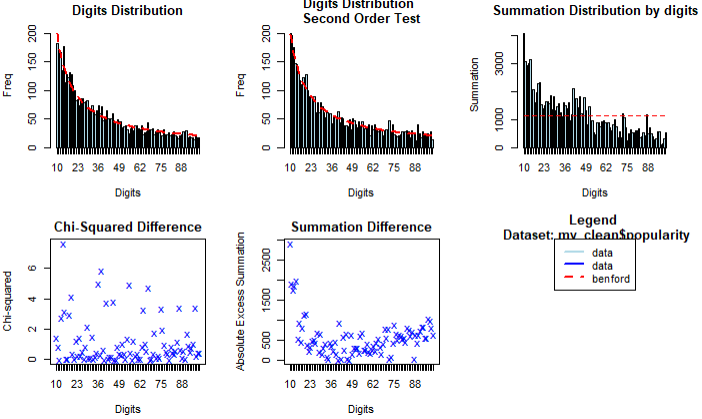 Digits Distribution
Freq
0 50 100 150 200
10 23 36 49 62 75 88
Digits
Digits Distribution
Second Order Test
Freq
0 50 100 150 200
10 23 36 49 62 75 88
Digits
Summation Distribution by digits
Summation
0 1000 3000
10 23 36 49 62 75 88
Digits
Chi-Squared Difference
Chi-squared
0 2 4 6
10 23 36 49 62 75 88
Digits
Summation Difference
Absolute Excess Summation
500 1500 2500
10 23 36 49 62 75 88
Digits
Legend
Dataset: my_clean$popularity
data
data
benford